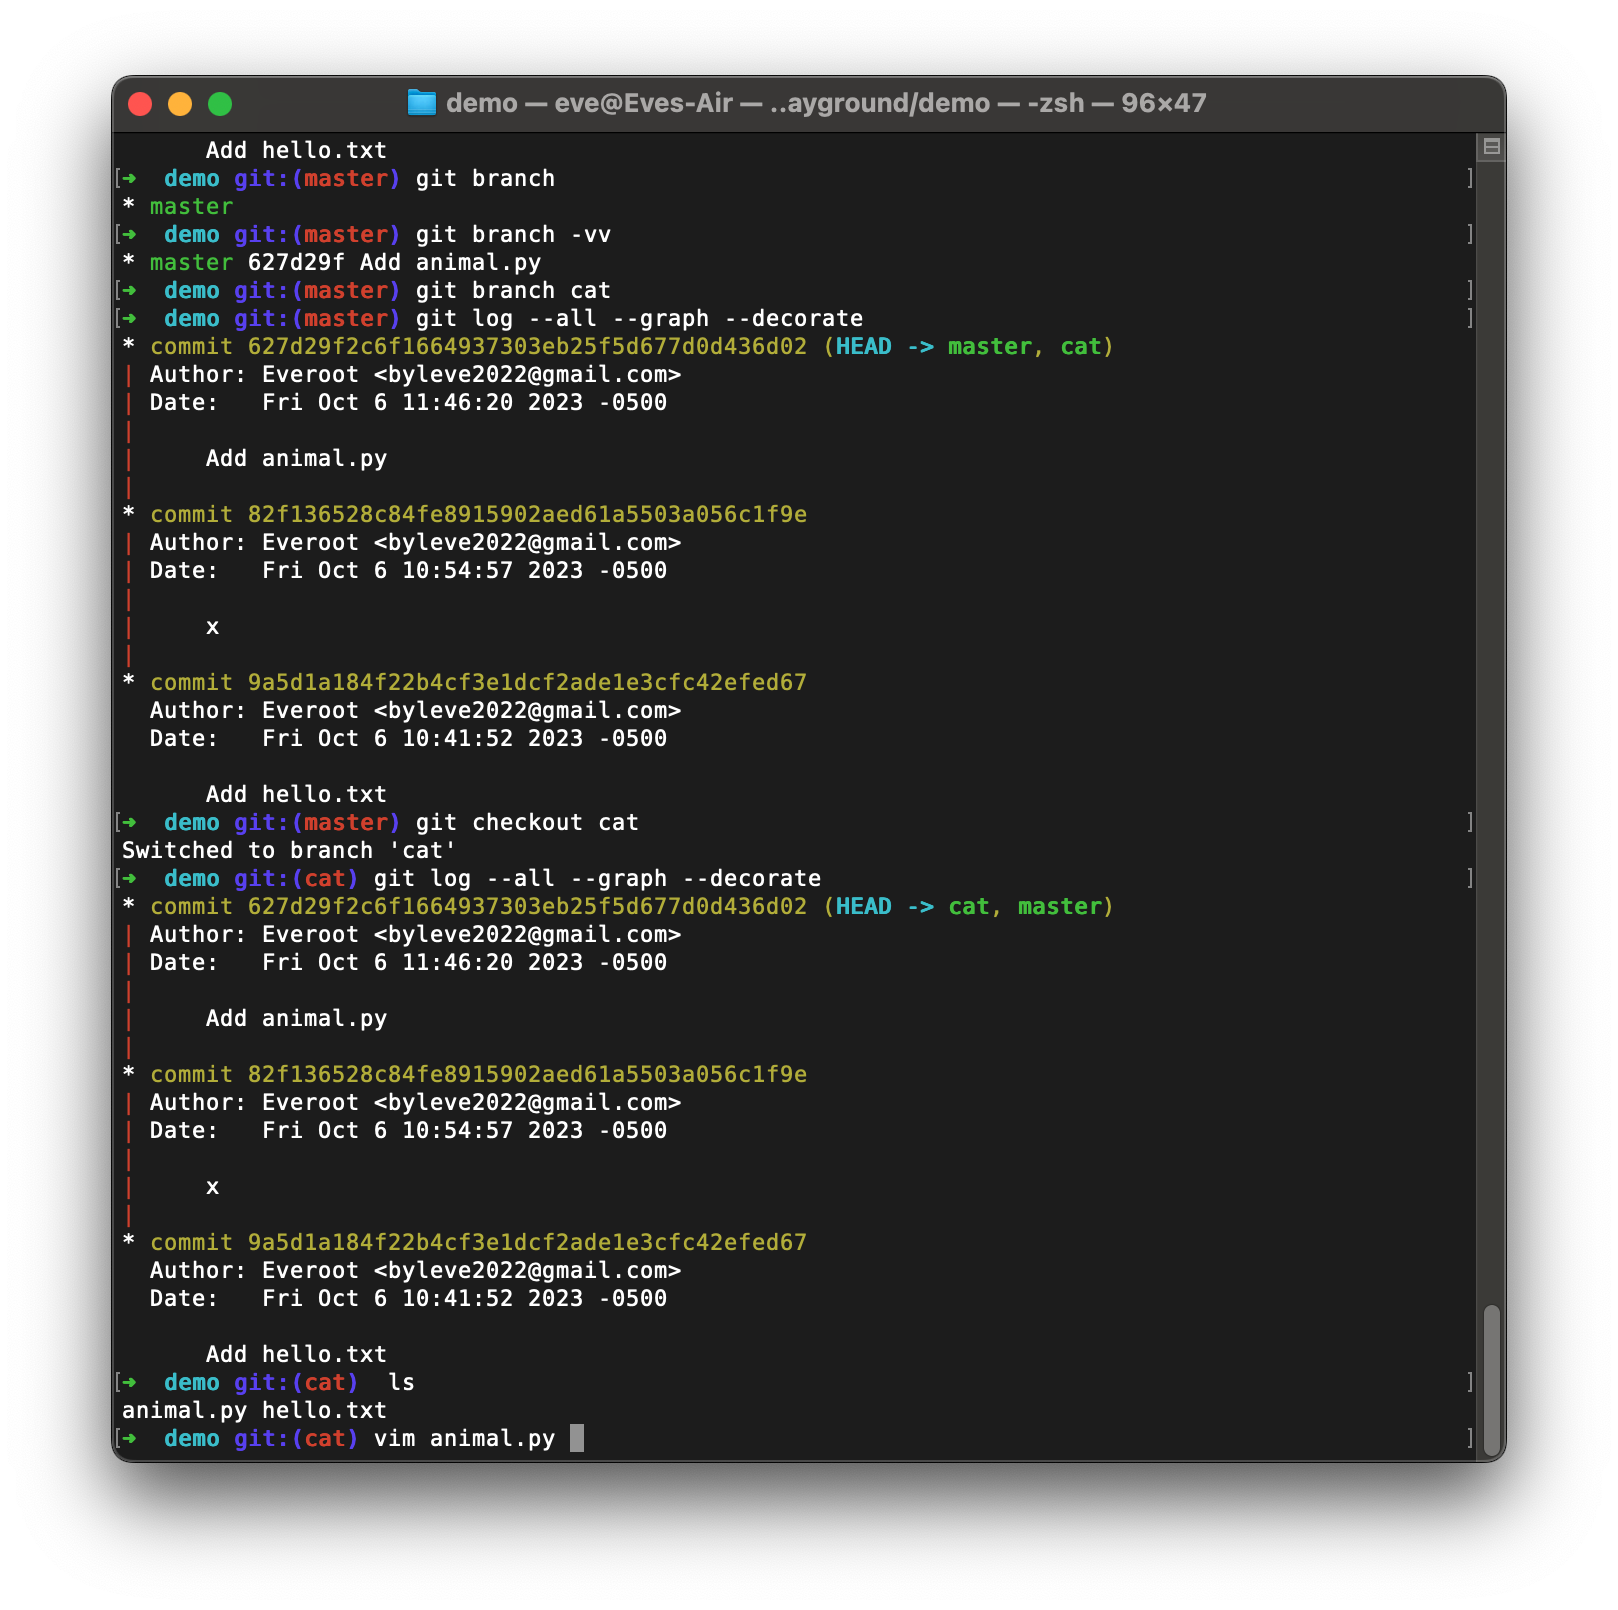 demo — eve@Eves-Air — ..ayground/demo — -zsh — 96×47
Add hello.txt
[➜  demo git:(master) git branch ]
* master
[➜  demo git:(master) git branch -vv ]
* master 627d29f Add animal.py
[➜  demo git:(master) git branch cat ]
[➜  demo git:(master) git log --all --graph --decorate ]
* commit 627d29f2c6f1664937303eb25f5d677d0d436d02 (HEAD -> master, cat)
| Author: Everoot <byleve2022@gmail.com>
| Date:   Fri Oct 6 11:46:20 2023 -0500
|
|     Add animal.py
|
* commit 82f136528c84fe8915902aed61a5503a056c1f9e
| Author: Everoot <byleve2022@gmail.com>
| Date:   Fri Oct 6 10:54:57 2023 -0500
|
|     x
|
* commit 9a5d1a184f22b4cf3e1dcf2ade1e3cfc42efed67
  Author: Everoot <byleve2022@gmail.com>
  Date:   Fri Oct 6 10:41:52 2023 -0500
      Add hello.txt
[➜  demo git:(master) git checkout cat ]
Switched to branch 'cat'
[➜  demo git:(cat) git log --all --graph --decorate ]
* commit 627d29f2c6f1664937303eb25f5d677d0d436d02 (HEAD -> cat, master)
| Author: Everoot <byleve2022@gmail.com>
| Date:   Fri Oct 6 11:46:20 2023 -0500
|
|     Add animal.py
|
* commit 82f136528c84fe8915902aed61a5503a056c1f9e
| Author: Everoot <byleve2022@gmail.com>
| Date:   Fri Oct 6 10:54:57 2023 -0500
|
|     x
|
* commit 9a5d1a184f22b4cf3e1dcf2ade1e3cfc42efed67
  Author: Everoot <byleve2022@gmail.com>
  Date:   Fri Oct 6 10:41:52 2023 -0500
      Add hello.txt
[➜  demo git:(cat)  ls ]
animal.py hello.txt
[➜  demo git:(cat) vim animal.py ]